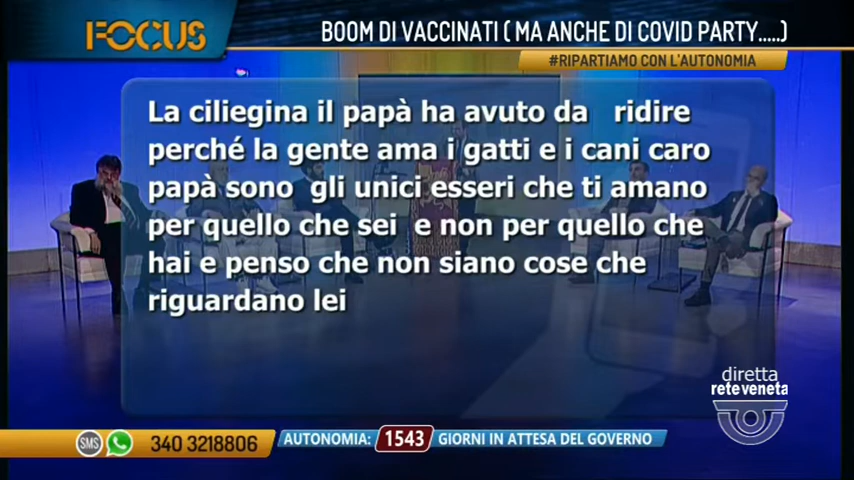 FOCUS
BOOM DI VACCINATI ( MA ANCHE DI COVID PARTY.....)
#RIPARTIAMO CON L'AUTONOMIA
La ciliegina il papà ha avuto da ridire
perché la gente ama i gatti e i cani caro
papà sono gli unici esseri che ti amano
per quello che sei e non per quello che
hai e penso che non siano cose che
riguardano lei
diretta
reteveneta
SMS 340 3218806 AUTONOMIA: 1543 GIORNI IN ATTESA DEL GOVERNO